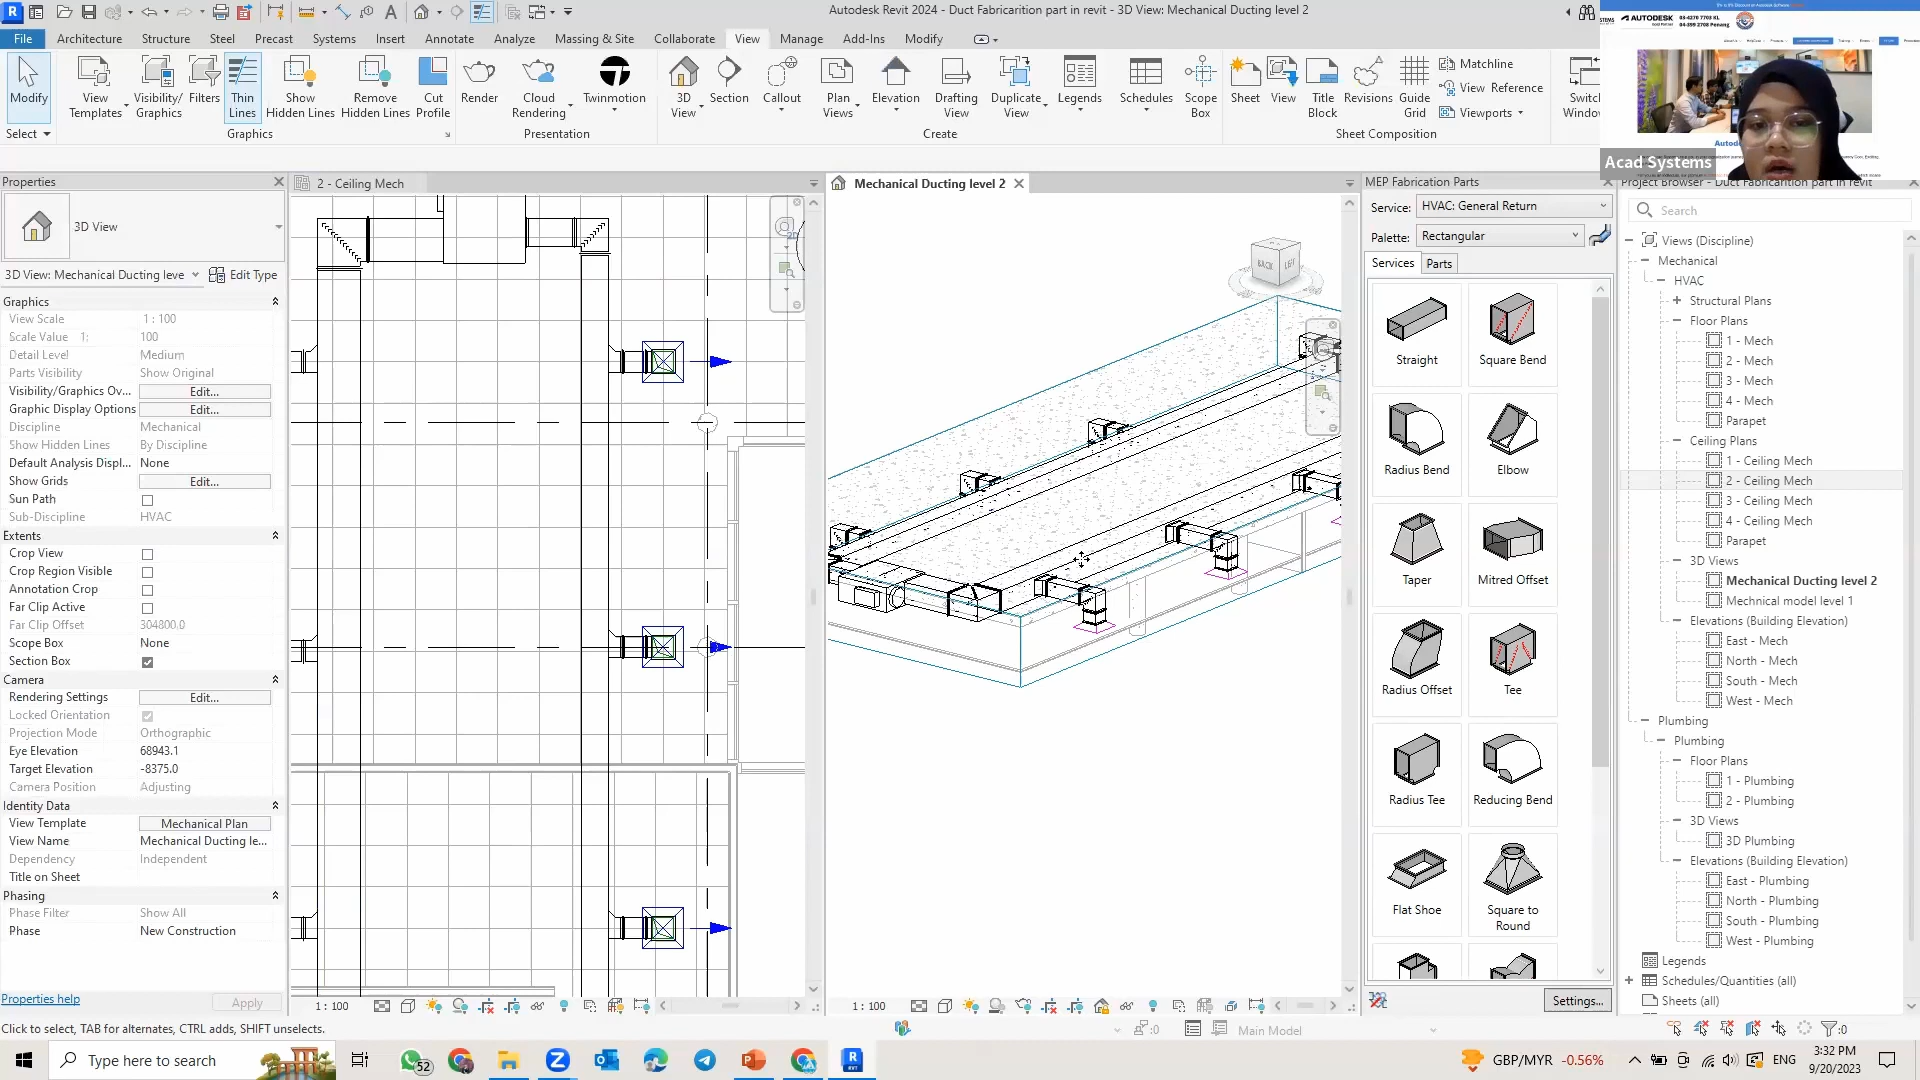 Autodesk Revit 2024 - Duct Fabricarition part in revit - 3D View: Mechanical Ducting level 2
File Architecture Structure Steel Precast Systems Insert Annotate Analyze Massing & Site Collaborate View Manage Add-Ins Modify
Modify
View Templates
Visibility/ Graphics
Filters
Thin Lines
Show Hidden Lines
Remove Hidden Lines
Cut Profile
Render
Cloud Rendering
Twinmotion
3D View
Section
Callout
Plan Views
Elevation
Drafting View
Duplicate View
Legends
Schedules
Scope Box
Sheet
View
Title Block
Revisions
Guide Grid
Matchline
View Reference
Viewports
Select
Graphics
Presentation
Create
Sheet Composition
AUTODESK
03-4270 7703 KL
04-399 2708 Penang
Acad Systems
Properties
3D View
3D View: Mechanical Ducting leve
Edit Type
Graphics
View Scale 1 : 100
Scale Value 1: 100
Detail Level Medium
Parts Visibility Show Original
Visibility/Graphics Ov... Edit...
Graphic Display Options Edit...
Discipline Mechanical
Show Hidden Lines By Discipline
Default Analysis Displ... None
Show Grids Edit...
Sun Path
Sub-Discipline HVAC
Extents
Crop View
Crop Region Visible
Annotation Crop
Far Clip Active
Far Clip Offset 304800.0
Scope Box None
Section Box
Camera
Rendering Settings Edit...
Locked Orientation
Projection Mode Orthographic
Eye Elevation 68943.1
Target Elevation -8375.0
Camera Position Adjusting
Identity Data
View Template Mechanical Plan
View Name Mechanical Ducting le...
Dependency Independent
Title on Sheet
Phasing
Phase Filter Show All
Phase New Construction
Properties help
Apply
2 - Ceiling Mech
1 : 100
Mechanical Ducting level 2
BACK
LEFT
1 : 100
MEP Fabrication Parts
Service: HVAC: General Return
Palette: Rectangular
Services Parts
Straight
Square Bend
Radius Bend
Elbow
Taper
Mitred Offset
Radius Offset
Tee
Radius Tee
Reducing Bend
Flat Shoe
Square to Round
Settings...
Project Browser - Duct Fabricarition part in revit
Search
Views (Discipline)
Mechanical
HVAC
Structural Plans
Floor Plans
1 - Mech
2 - Mech
3 - Mech
4 - Mech
Parapet
Ceiling Plans
1 - Ceiling Mech
2 - Ceiling Mech
3 - Ceiling Mech
4 - Ceiling Mech
Parapet
3D Views
Mechanical Ducting level 2
Mechnical model level 1
Elevations (Building Elevation)
East - Mech
North - Mech
South - Mech
West - Mech
Plumbing
Plumbing
Floor Plans
1 - Plumbing
2 - Plumbing
3D Views
3D Plumbing
Elevations (Building Elevation)
East - Plumbing
North - Plumbing
South - Plumbing
West - Plumbing
Legends
Schedules/Quantities (all)
Sheets (all)
Click to select, TAB for alternates, CTRL adds, SHIFT unselects.
:0
Main Model
:0
Type here to search
52
GBP/MYR -0.56%
ENG
3:32 PM
9/20/2023